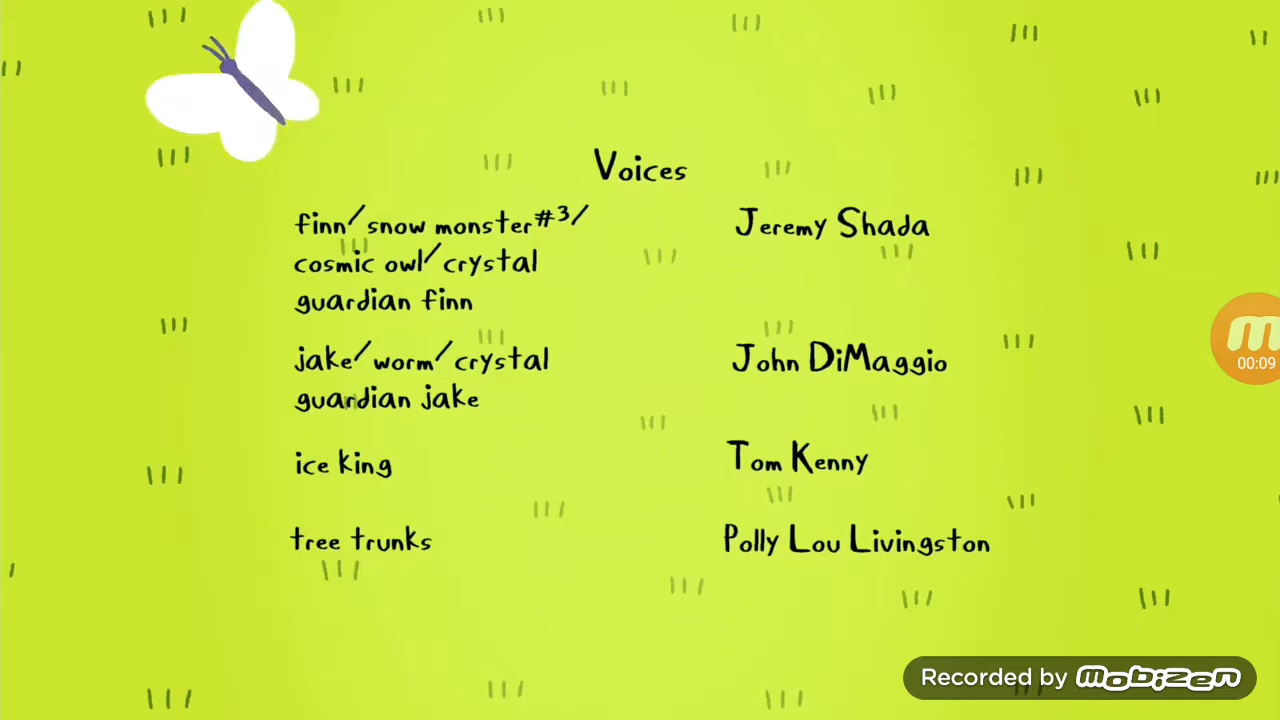 Voices
finn/snow monster#3/ Jeremy Shada
cosmic owl/crystal
guardian finn
jake/worm/crystal John DiMaggio
guardian jake
ice king Tom Kenny
tree trunks Polly Lou Livingston
00:09
Recorded by mobizen